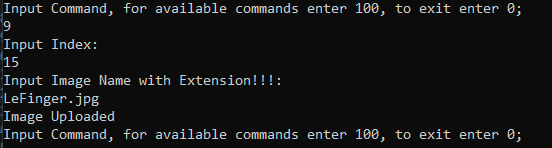 Input Command, for available commands enter 100, to exit enter 0;
9
Input Index:
15
Input Image Name with Extension!!!:
LeFinger.jpg
Image Uploaded
Input Command, for available commands enter 100, to exit enter 0;